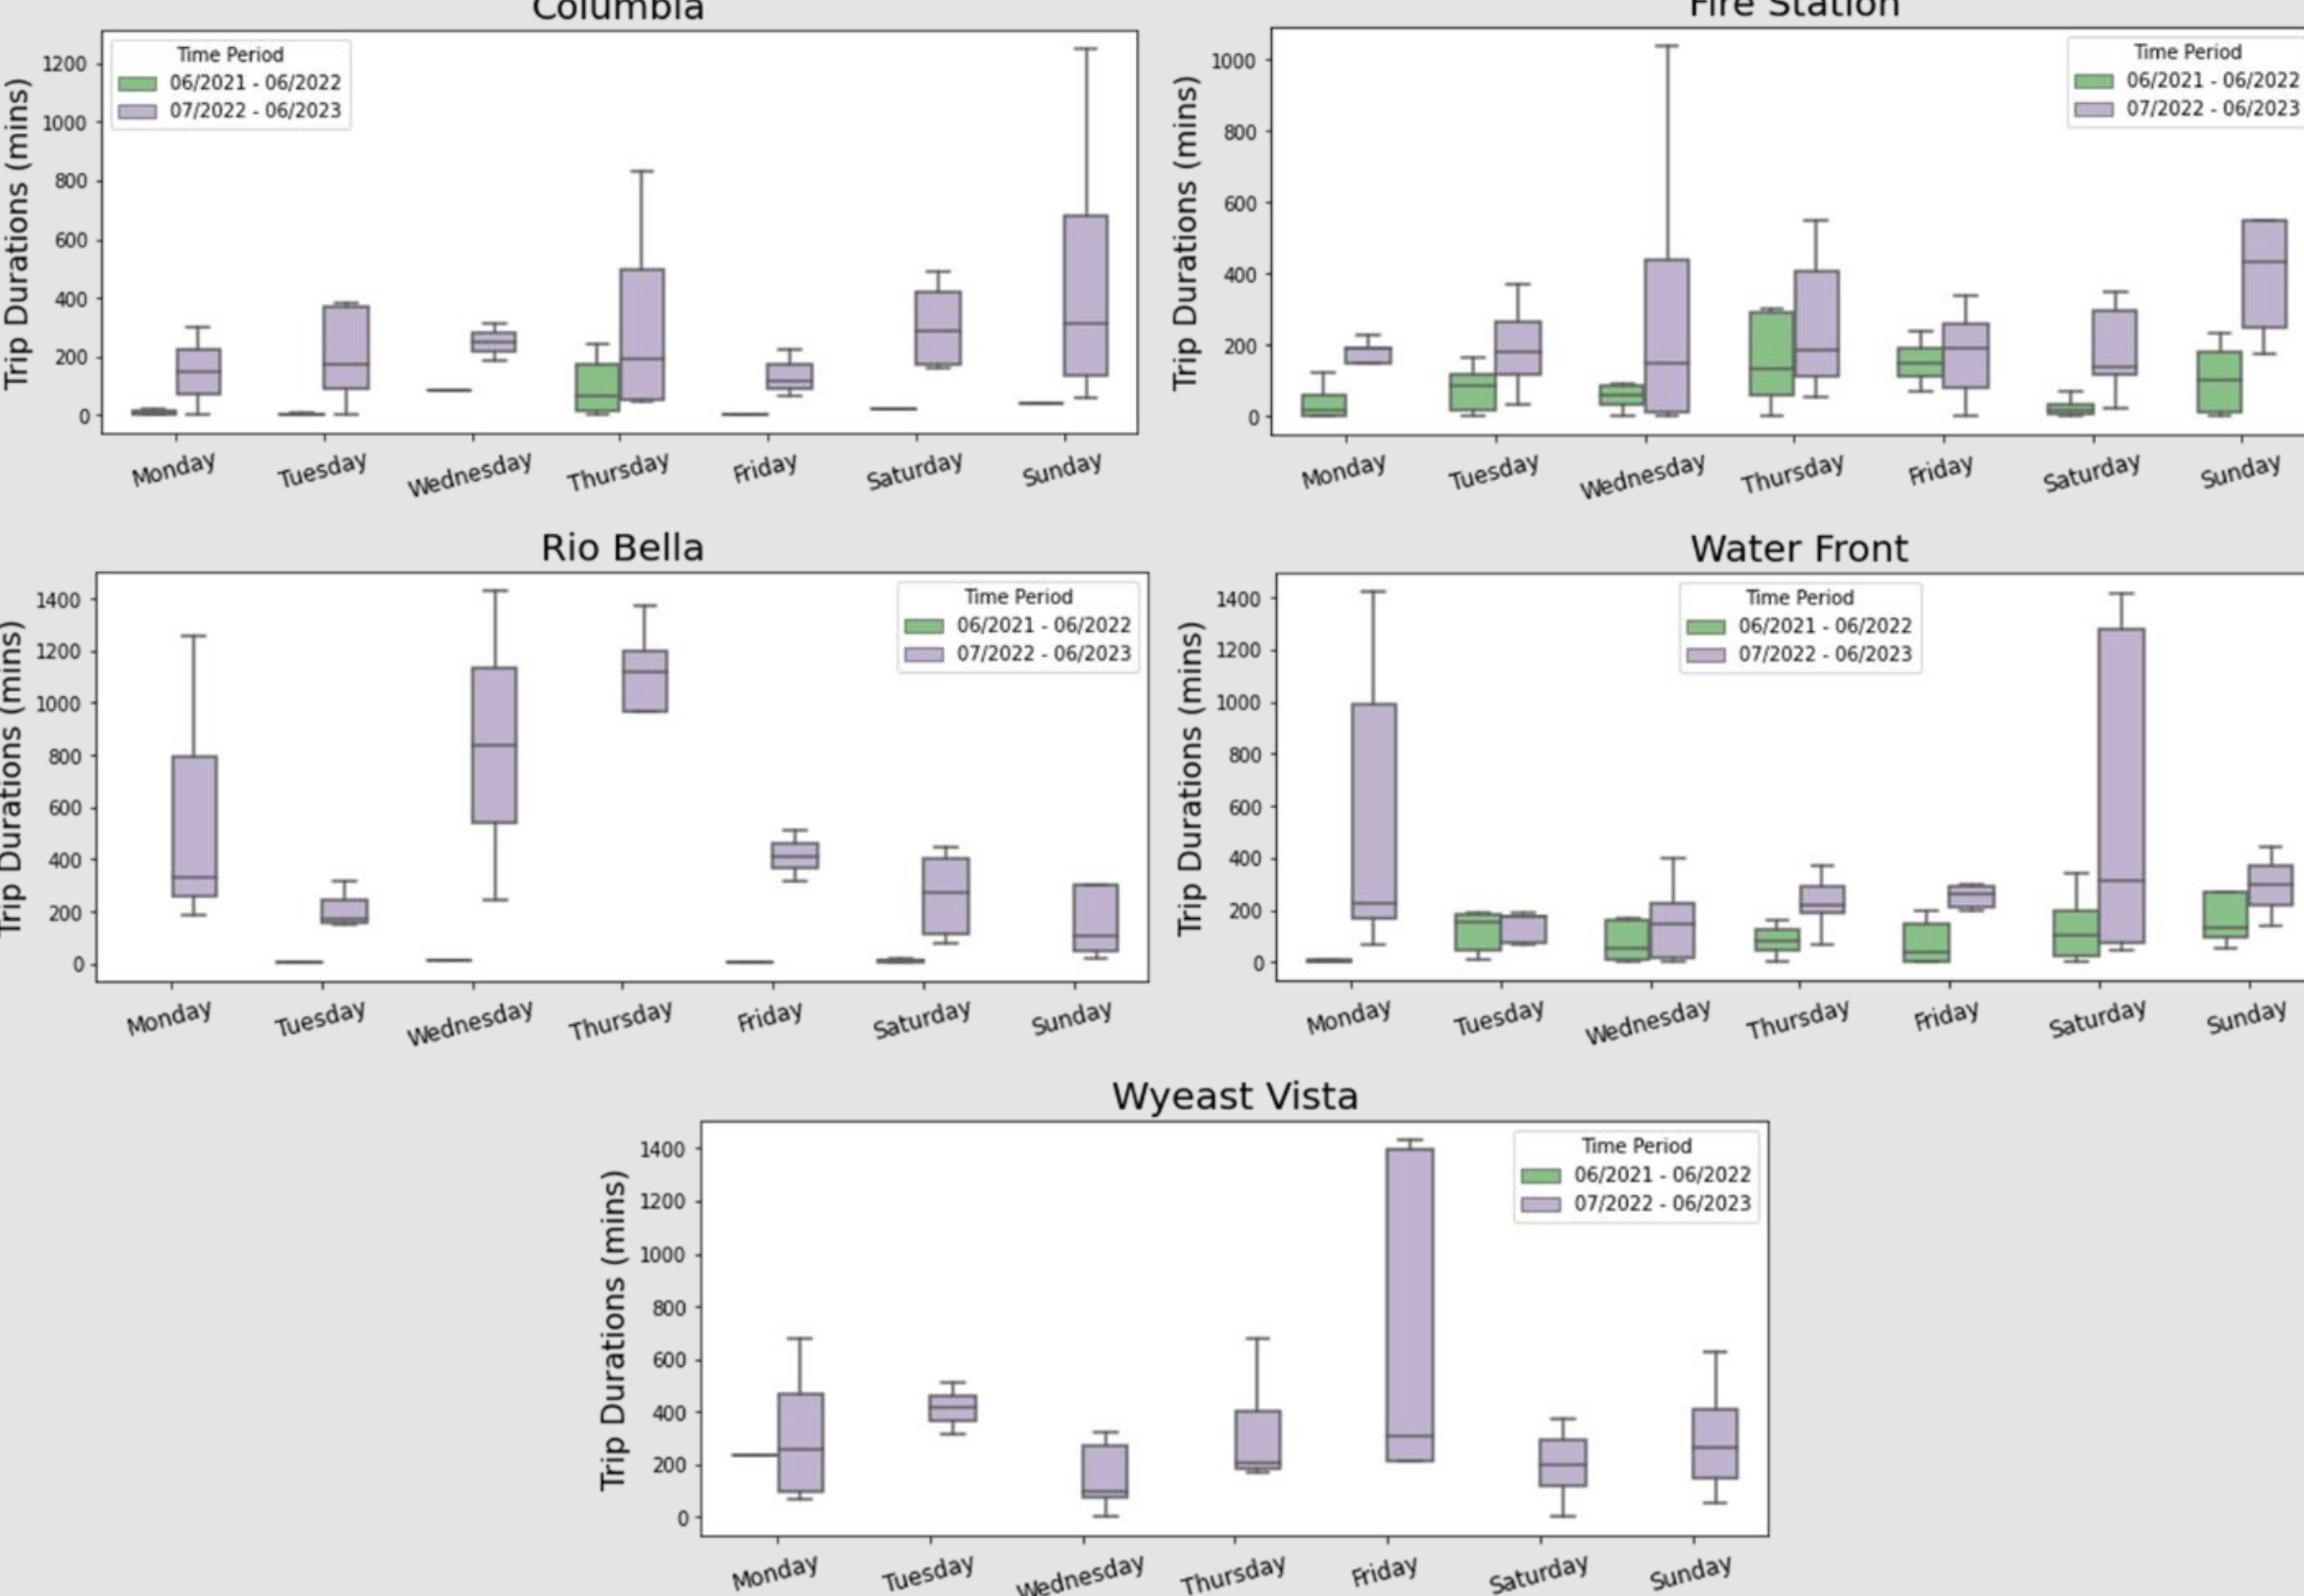 Columbia
Trip Durations (mins)
1200
1000
800
600
400
200
0
Time Period
06/2021 - 06/2022
07/2022 - 06/2023
Monday Tuesday Wednesday Thursday Friday Saturday Sunday
Fire Station
Trip Durations (mins)
1000
800
600
400
200
0
Time Period
06/2021 - 06/2022
07/2022 - 06/2023
Monday Tuesday Wednesday Thursday Friday Saturday Sunday
Rio Bella
Trip Durations (mins)
1400
1200
1000
800
600
400
200
0
Time Period
06/2021 - 06/2022
07/2022 - 06/2023
Monday Tuesday Wednesday Thursday Friday Saturday Sunday
Water Front
Trip Durations (mins)
1400
1200
1000
800
600
400
200
0
Time Period
06/2021 - 06/2022
07/2022 - 06/2023
Monday Tuesday Wednesday Thursday Friday Saturday Sunday
Wyeast Vista
Trip Durations (mins)
1400
1200
1000
800
600
400
200
0
Time Period
06/2021 - 06/2022
07/2022 - 06/2023
Monday Tuesday Wednesday Thursday Friday Saturday Sunday